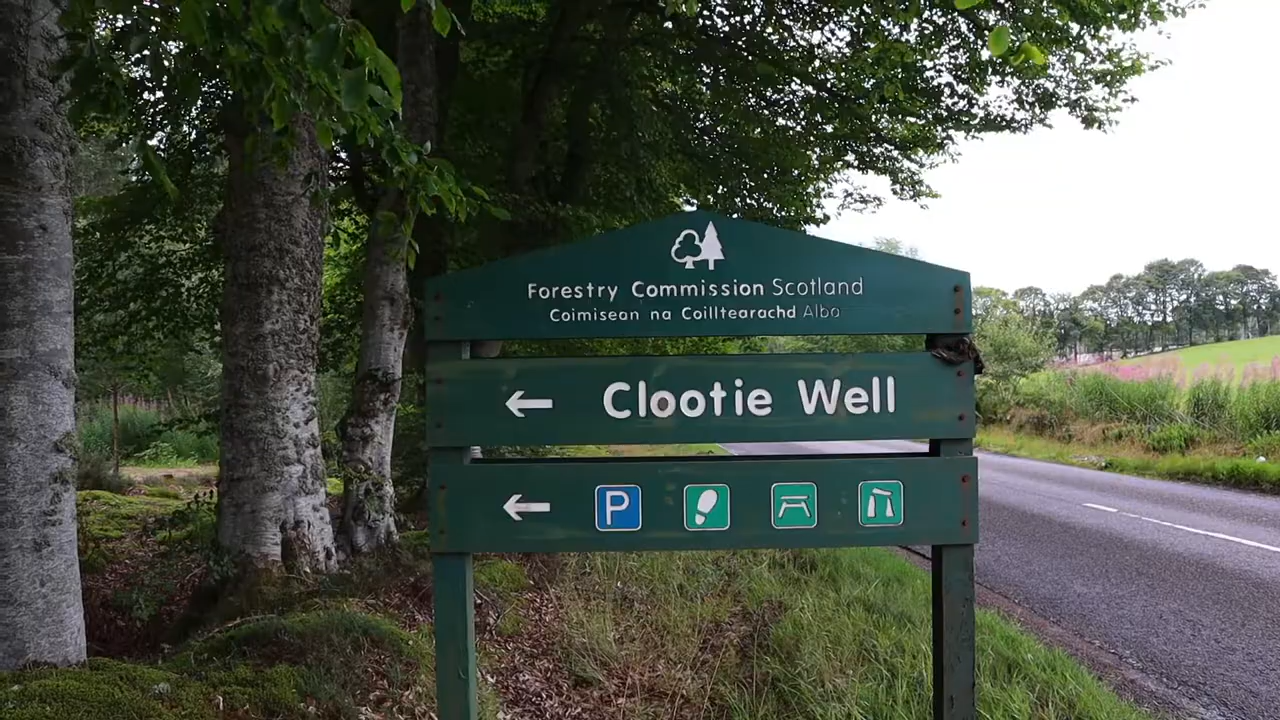 Forestry Commission Scotland
Coimisean na Coilltearachd Alba
← Clootie Well
← P